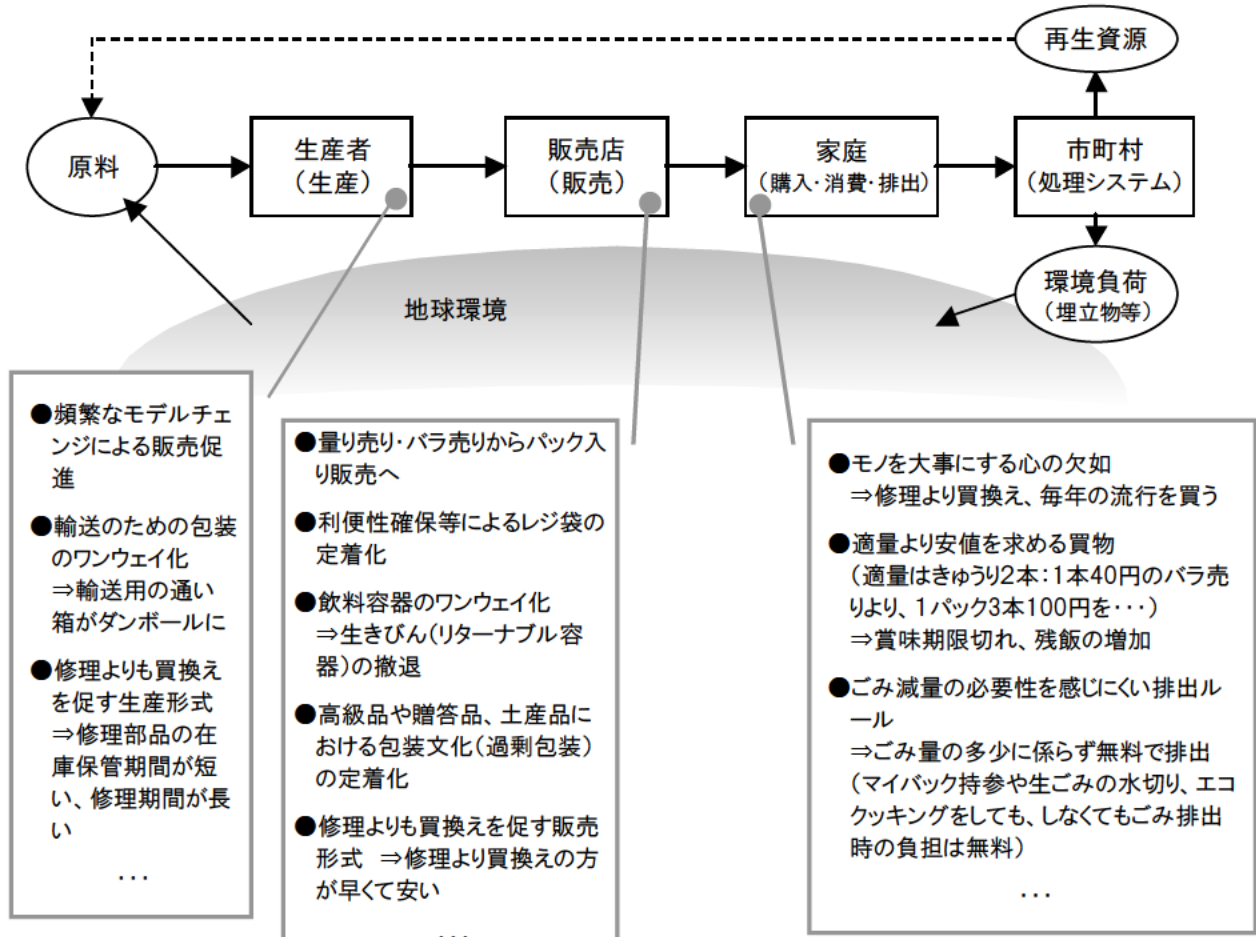 再生資源
原料
生産者
（生産）
販売店
（販売）
家庭
（購入・消費・排出）
市町村
（処理システム）
環境負荷
（埋立物等）
地球環境
●頻繁なモデルチェ
ンジによる販売促
進
●輸送のための包装
のワンウェイ化
⇒輸送用の通い
箱がダンボールに
●修理よりも買換え
を促す生産形式
⇒修理部品の在
庫保管期間が短
い、修理期間が長
い
･･･
●量り売り・バラ売りからパック入
り販売へ
●利便性確保等によるレジ袋の
定着化
●飲料容器のワンウェイ化
⇒生きびん（リターナブル容
器）の撤退
●高級品や贈答品、土産品に
おける包装文化（過剰包装）
の定着化
●修理よりも買換えを促す販売
形式　⇒修理より買換えの方
が早くて安い
･･･
●モノを大事にする心の欠如
⇒修理より買換え、毎年の流行を買う
●適量より安値を求める買物
（適量はきゅうり2本：1本40円のバラ売
りより、1パック3本100円を･･･）
⇒賞味期限切れ、残飯の増加
●ごみ減量の必要性を感じにくい排出ル
ール
⇒ごみ量の多少に係らず無料で排出
（マイバック持参や生ごみの水切り、エコ
クッキングをしても、しなくてもごみ排出
時の負担は無料）
･･･